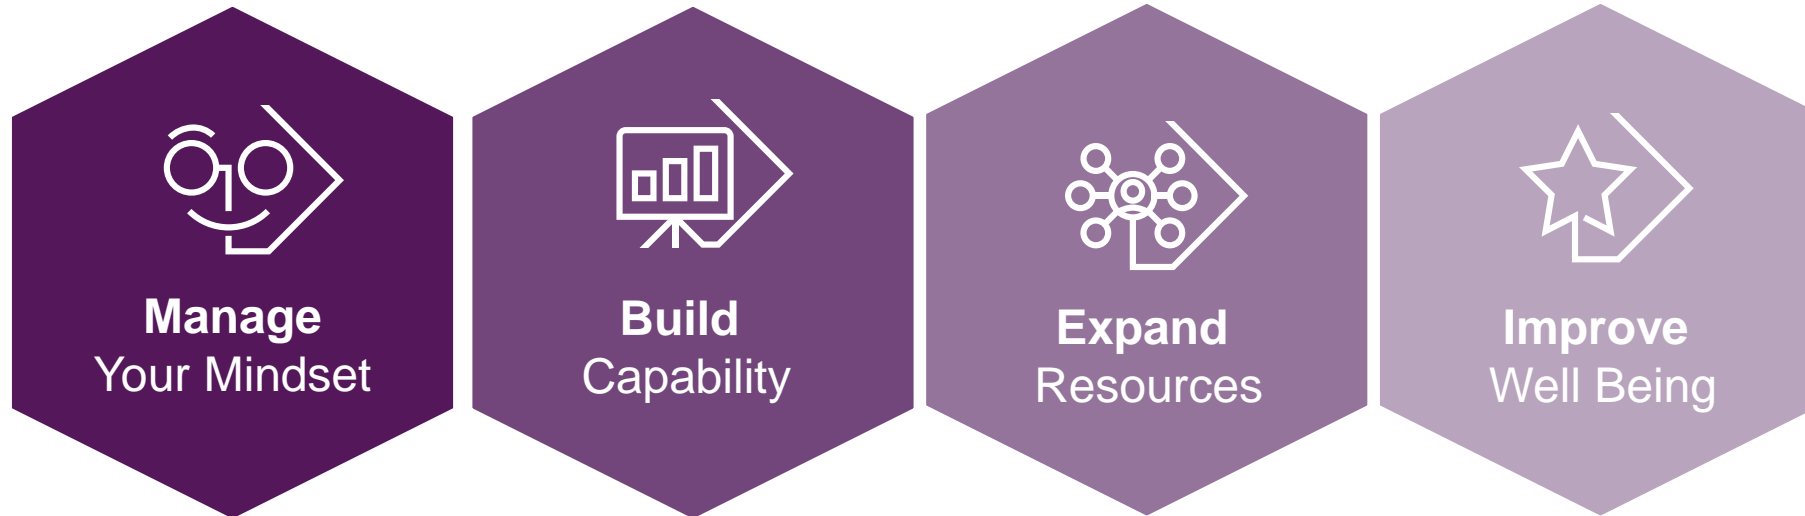 Manage
Your Mindset
Build
Capability
Expand
Resources
Improve
Well Being